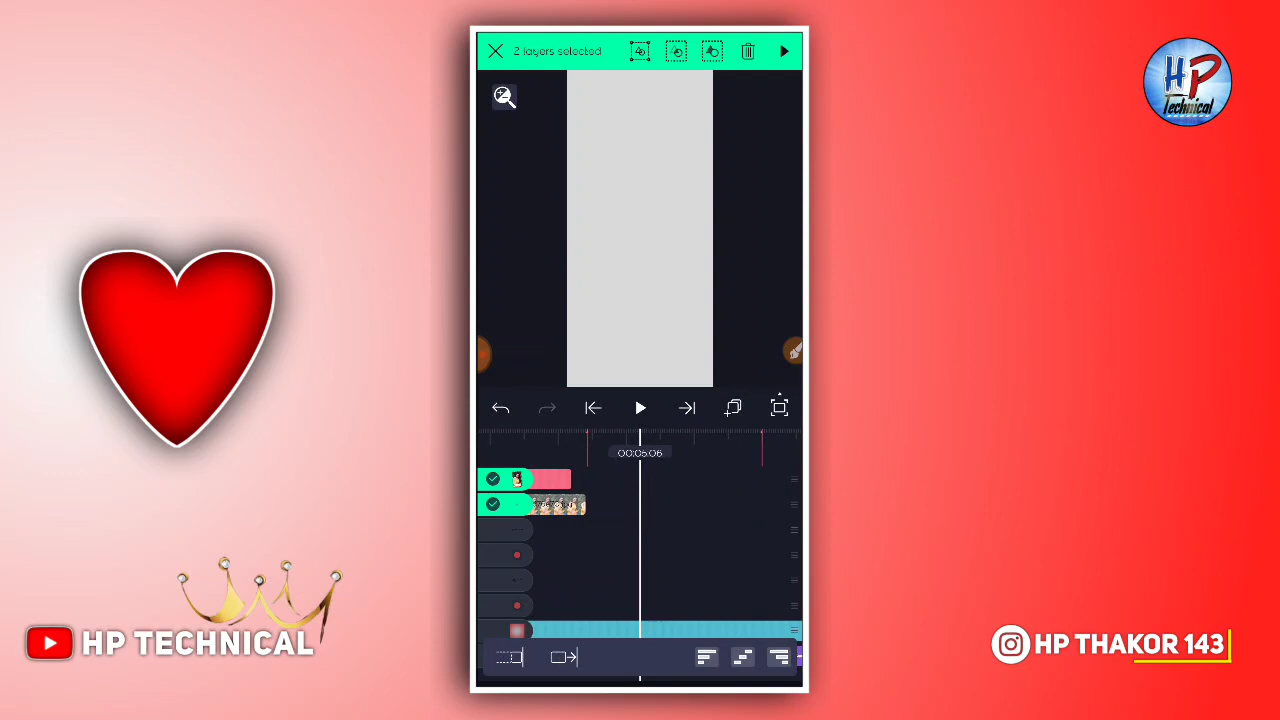 2 layers selected
HP
Technical
00:05:06
HP TECHNICAL
HP THAKOR 143